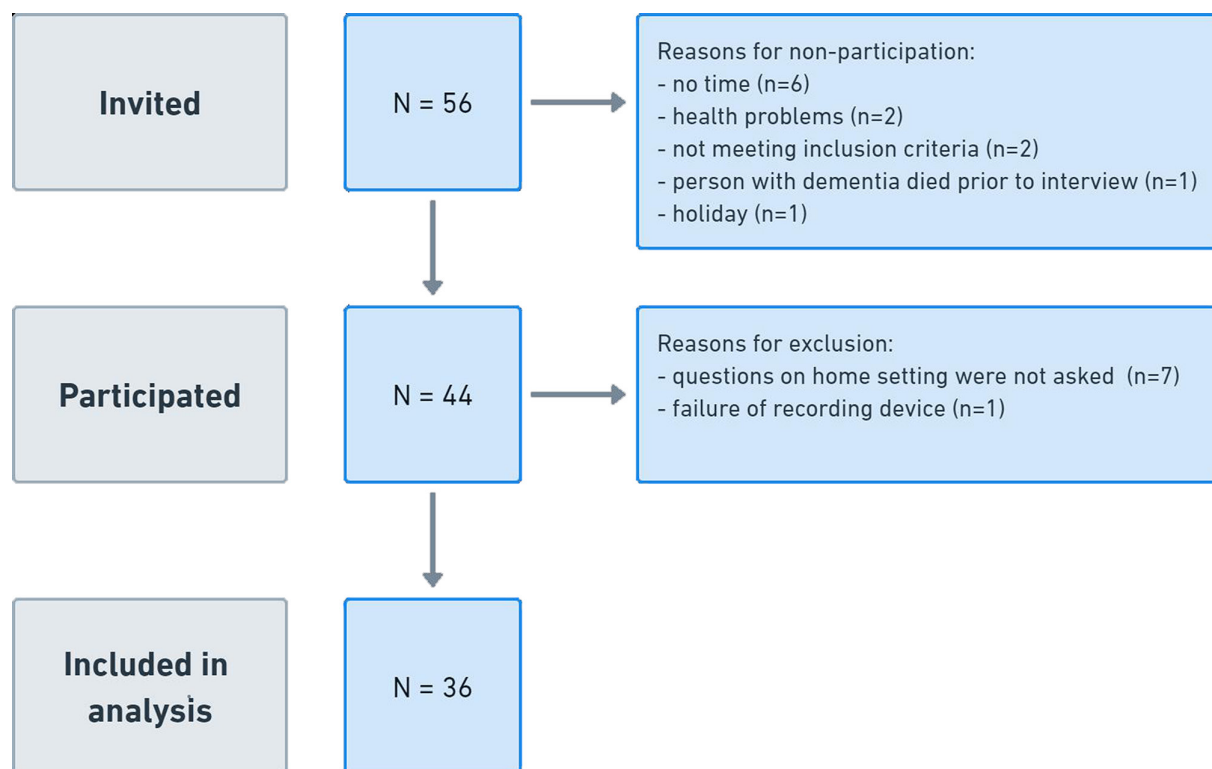 Invited
N = 56
Reasons for non-participation:
- no time (n=6)
- health problems (n=2)
- not meeting inclusion criteria (n=2)
- person with dementia died prior to interview (n=1)
- holiday (n=1)
Participated
N = 44
Reasons for exclusion:
- questions on home setting were not asked  (n=7)
- failure of recording device (n=1)
Included in
analysis
N = 36